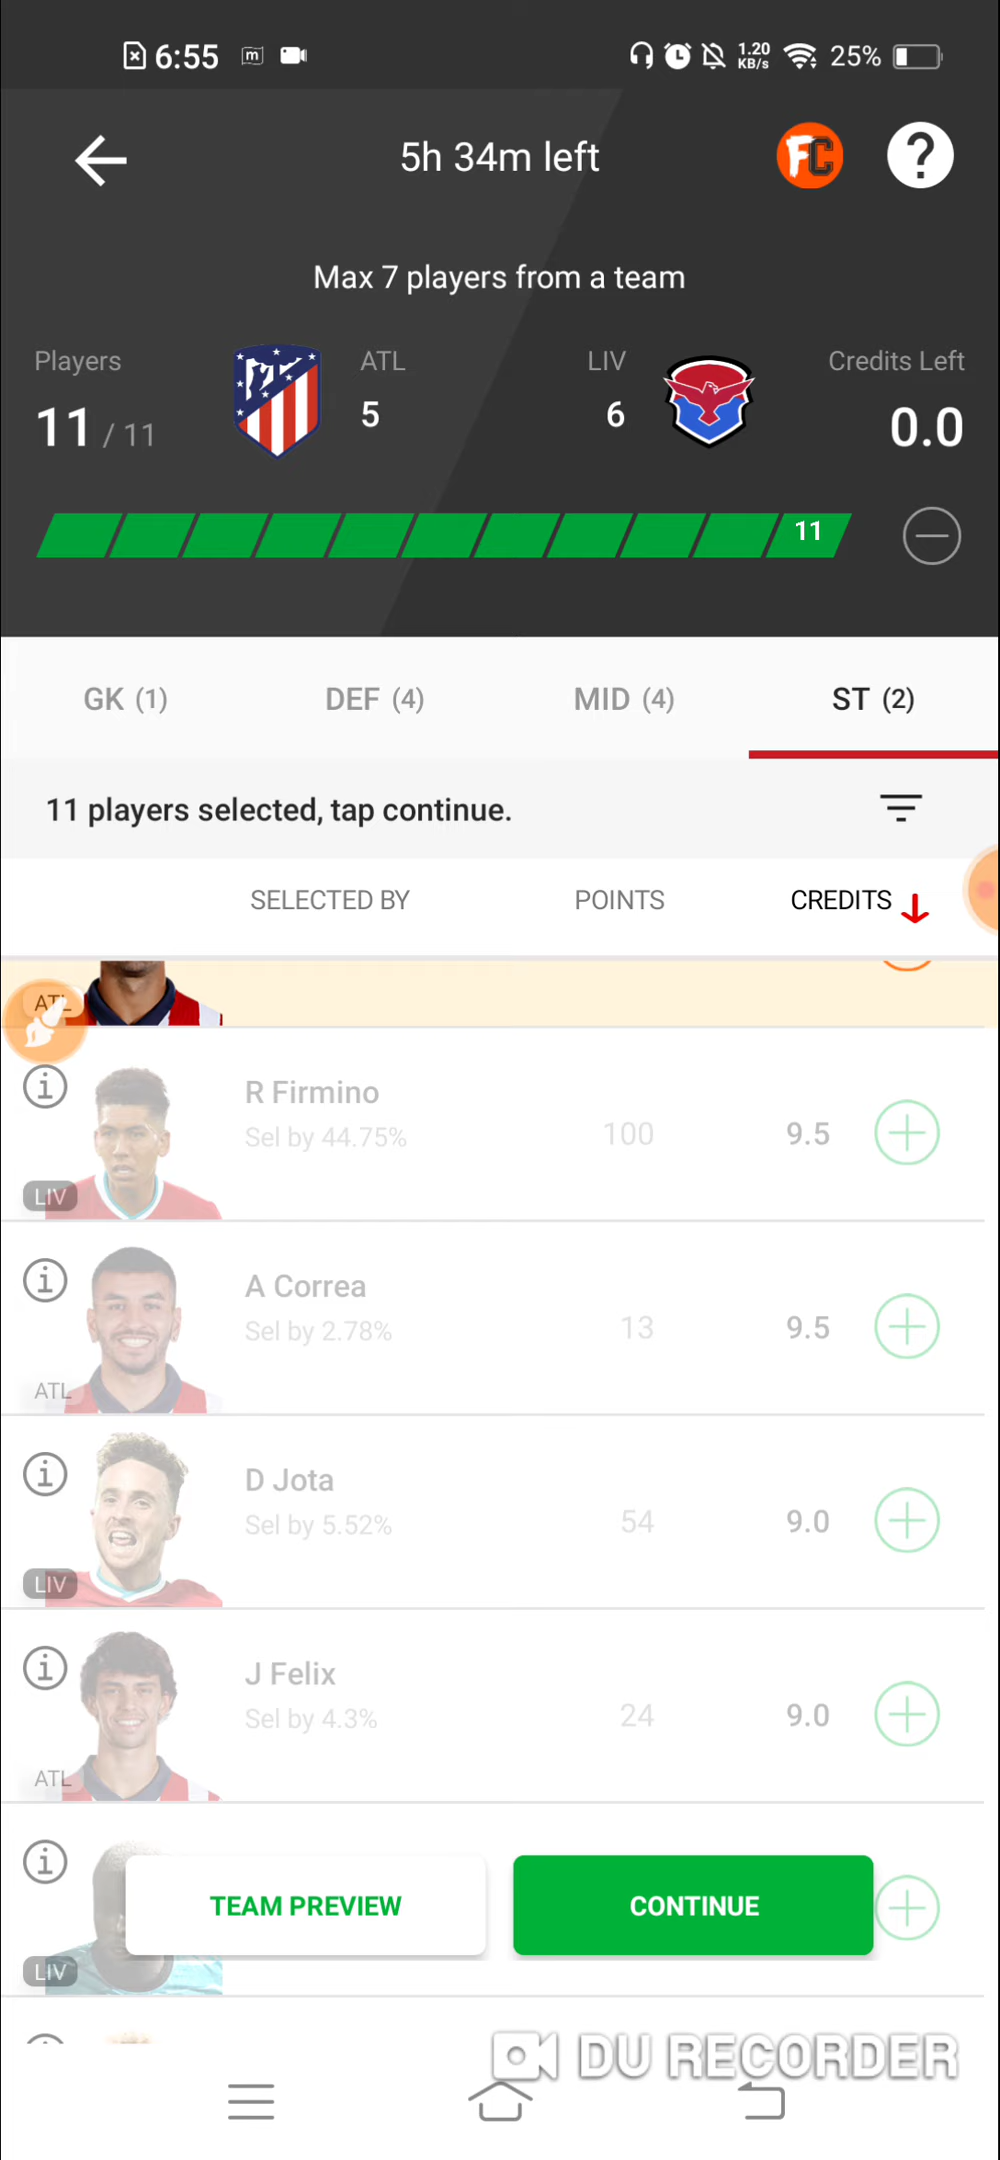 6:55 m 1.20 KB/s 25%
5h 34m left FC ?
Max 7 players from a team
Players ATL LIV Credits Left
11 / 11 5 6 0.0
11
GK (1) DEF (4) MID (4) ST (2)
11 players selected, tap continue.
SELECTED BY POINTS CREDITS
ATL
R Firmino
Sel by 44.75% 100 9.5
LIV
A Correa
Sel by 2.78% 13 9.5
ATL
D Jota
Sel by 5.52% 54 9.0
LIV
J Felix
Sel by 4.3% 24 9.0
ATL
TEAM PREVIEW CONTINUE
LIV
DU RECORDER